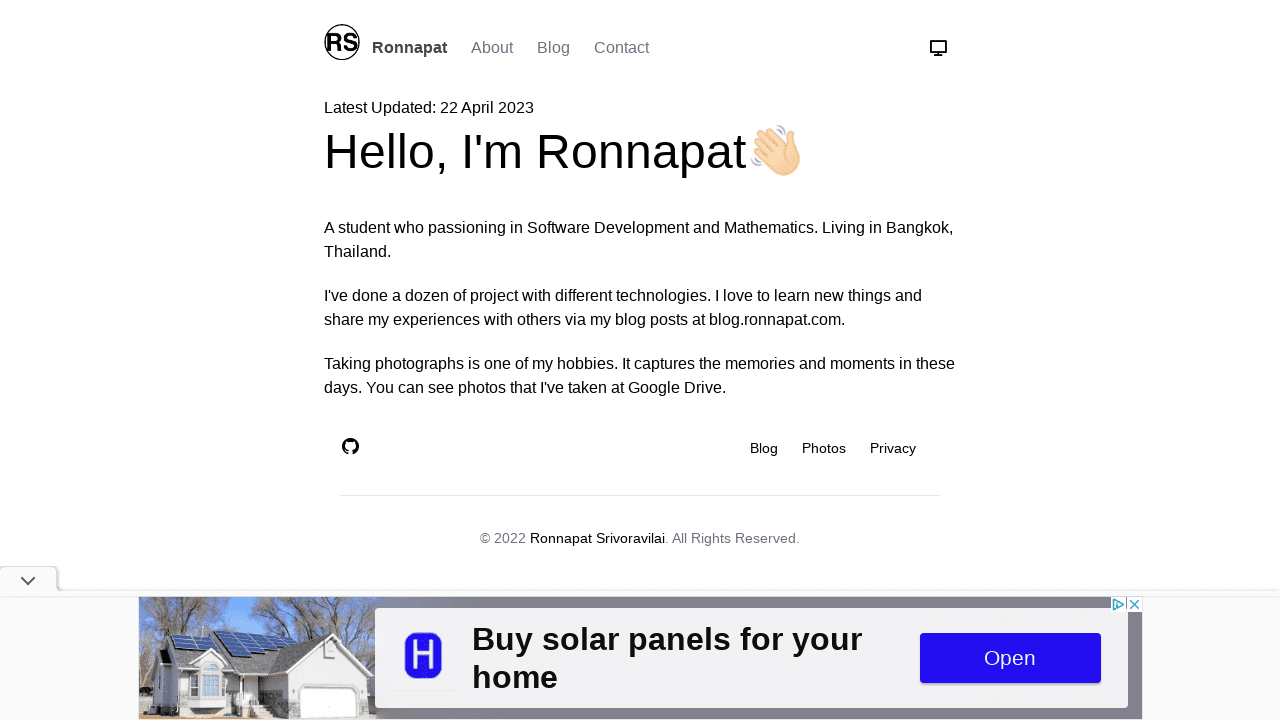 RS Ronnapat About Blog Contact
Latest Updated: 22 April 2023
Hello, I'm Ronnapat👋🏻
A student who passioning in Software Development and Mathematics. Living in Bangkok,
Thailand.
I've done a dozen of project with different technologies. I love to learn new things and
share my experiences with others via my blog posts at blog.ronnapat.com.
Taking photographs is one of my hobbies. It captures the memories and moments in these
days. You can see photos that I've taken at Google Drive.
Blog Photos Privacy
© 2022 Ronnapat Srivoravilai. All Rights Reserved.
H
Buy solar panels for your
home
Open